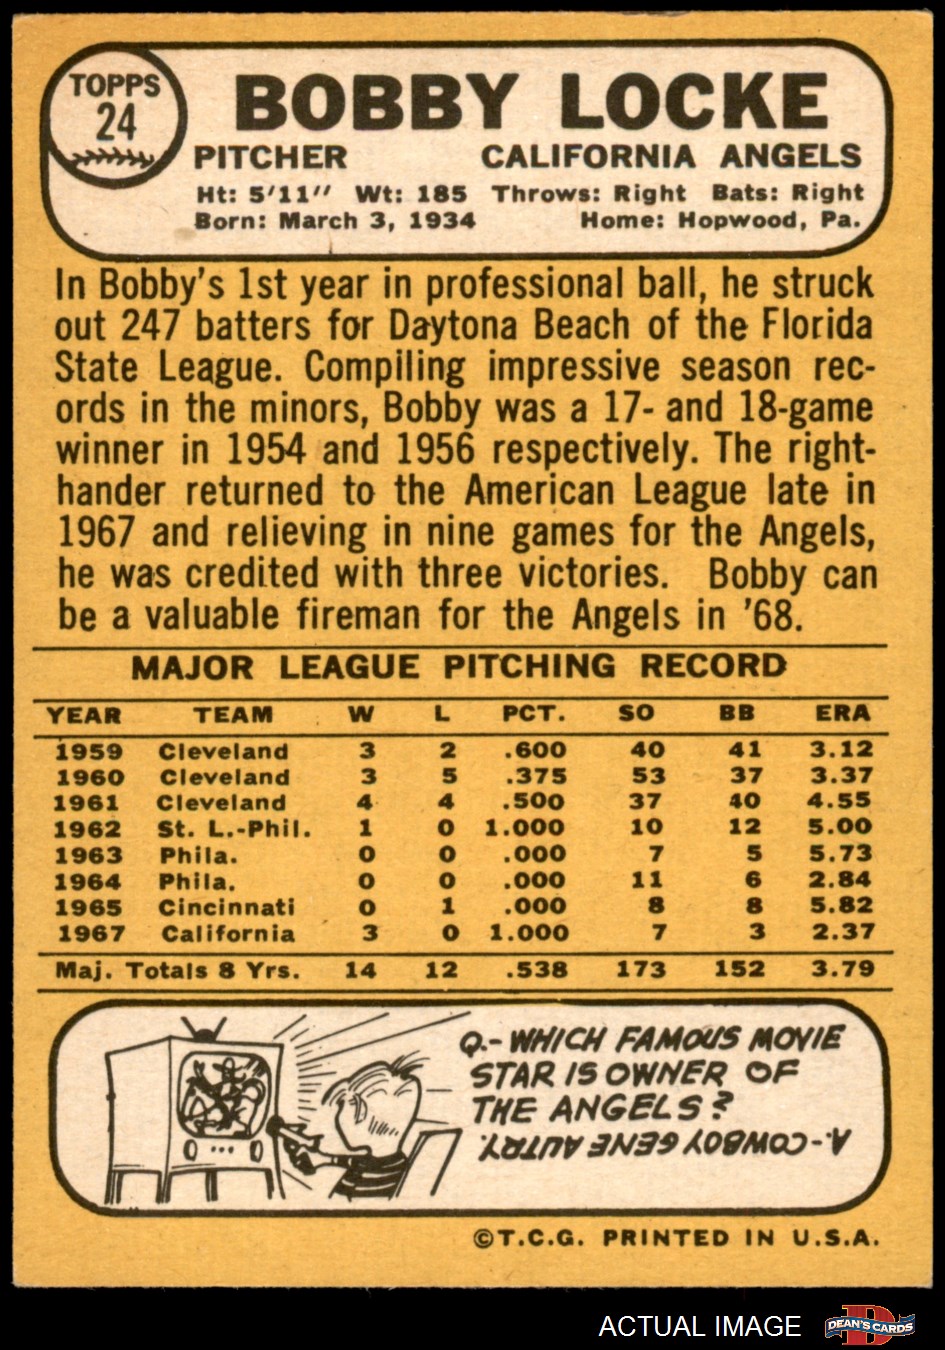 TOPPS
24
BOBBY LOCKE
PITCHER CALIFORNIA ANGELS
Ht: 5'11" Wt: 185 Throws: Right Bats: Right
Born: March 3, 1934 Home: Hopwood, Pa.
In Bobby's 1st year in professional ball, he struck
out 247 batters for Daytona Beach of the Florida
State League. Compiling impressive season rec-
ords in the minors, Bobby was a 17- and 18-game
winner in 1954 and 1956 respectively. The right-
hander returned to the American League late in
1967 and relieving in nine games for the Angels,
he was credited with three victories. Bobby can
be a valuable fireman for the Angels in '68.
MAJOR LEAGUE PITCHING RECORD
YEAR TEAM W L PCT. SO BB ERA
1959 Cleveland 3 2 .600 40 41 3.12
1960 Cleveland 3 5 .375 53 37 3.37
1961 Cleveland 4 4 .500 37 40 4.55
1962 St. L.-Phil. 1 0 1.000 10 12 5.00
1963 Phila. 0 0 .000 7 5 5.73
1964 Phila. 0 0 .000 11 6 2.84
1965 Cincinnati 0 1 .000 8 8 5.82
1967 California 3 0 1.000 7 3 2.37
Maj. Totals 8 Yrs. 14 12 .538 173 152 3.79
Q.-WHICH FAMOUS MOVIE
STAR IS OWNER OF
THE ANGELS?
A.-COWBOY GENE AUTRY.
©T.C.G. PRINTED IN U.S.A.
ACTUAL IMAGE
D
DEAN'S CARDS